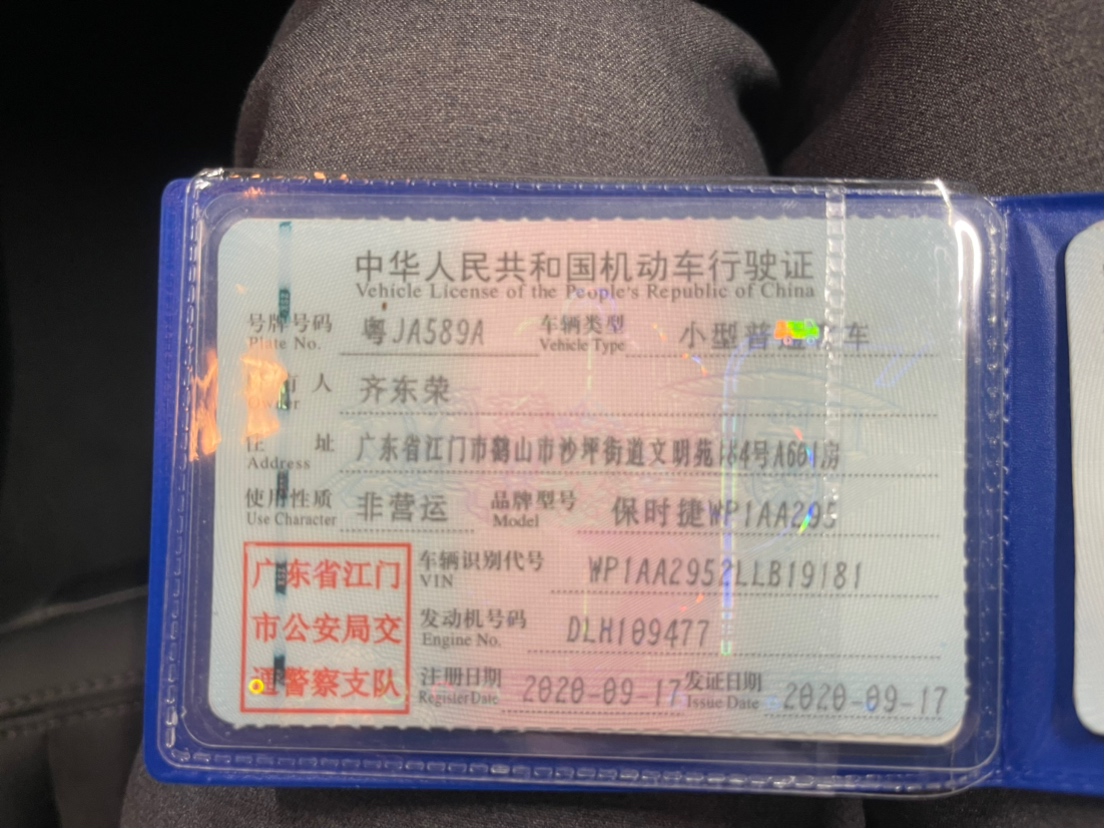 中华人民共和国机动车行驶证
Vehicle License of the People's Republic of China
号牌号码 粤JA589A 车辆类型 小型普通 车
Plate No. Vehicle Type
人 齐东荣
住 址 广东省江门市鹤山市沙坪街道文明苑184号A601房
Address
使用性质 非营运 品牌型号 保时捷WP1AA295
Use Character Model
广东省江门 车辆识别代号 WP1AA2952LLB19181
VIN
市公安局交 发动机号码 DLH109477
Engine No.
通警察支队 注册日期 2020-09-17 发证日期 2020-09-17
Register Date Issue Date